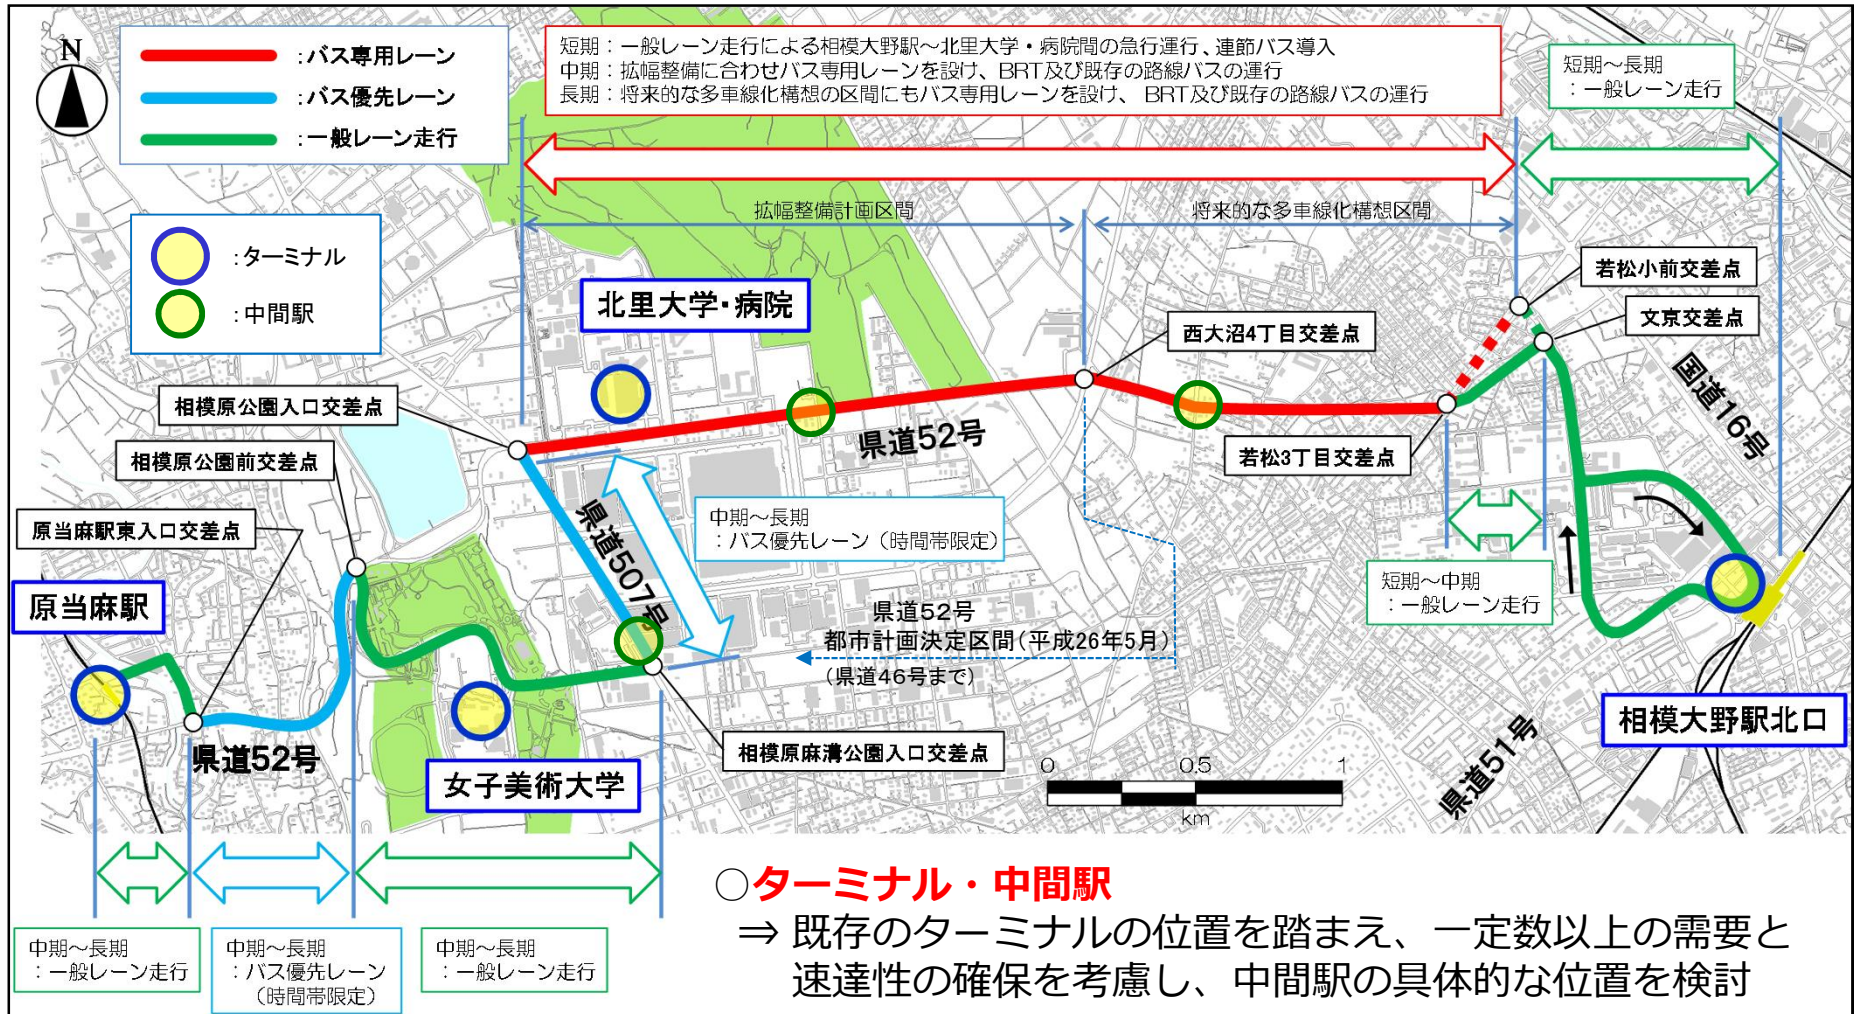 N
:バス専用レーン
:バス優先レーン
:一般レーン走行
短期：一般レーン走行による相模大野駅～北里大学・病院間の急行運行、連節バス導入
中期：拡幅整備に合わせバス専用レーンを設け、BRT及び既存の路線バスの運行
長期：将来的な多車線化構想の区間にもバス専用レーンを設け、 BRT及び既存の路線バスの運行
短期～長期
：一般レーン走行
:ターミナル
:中間駅
拡幅整備計画区間
将来的な多車線化構想区間
北里大学・病院
若松小前交差点
文京交差点
西大沼4丁目交差点
国道16号
相模原公園入口交差点
相模原公園前交差点
県道52号
若松3丁目交差点
原当麻駅東入口交差点
県道507号
中期～長期
：バス優先レーン（時間帯限定）
短期～中期
：一般レーン走行
原当麻駅
県道52号
都市計画決定区間(平成26年5月)
(県道46号まで)
相模大野駅北口
県道52号
女子美術大学
相模原麻溝公園入口交差点
県道51号
0 0.5 1
km
中期～長期
：一般レーン走行
中期～長期
：バス優先レーン
（時間帯限定）
中期～長期
：一般レーン走行
○ターミナル・中間駅
⇒ 既存のターミナルの位置を踏まえ、一定数以上の需要と
速達性の確保を考慮し、中間駅の具体的な位置を検討